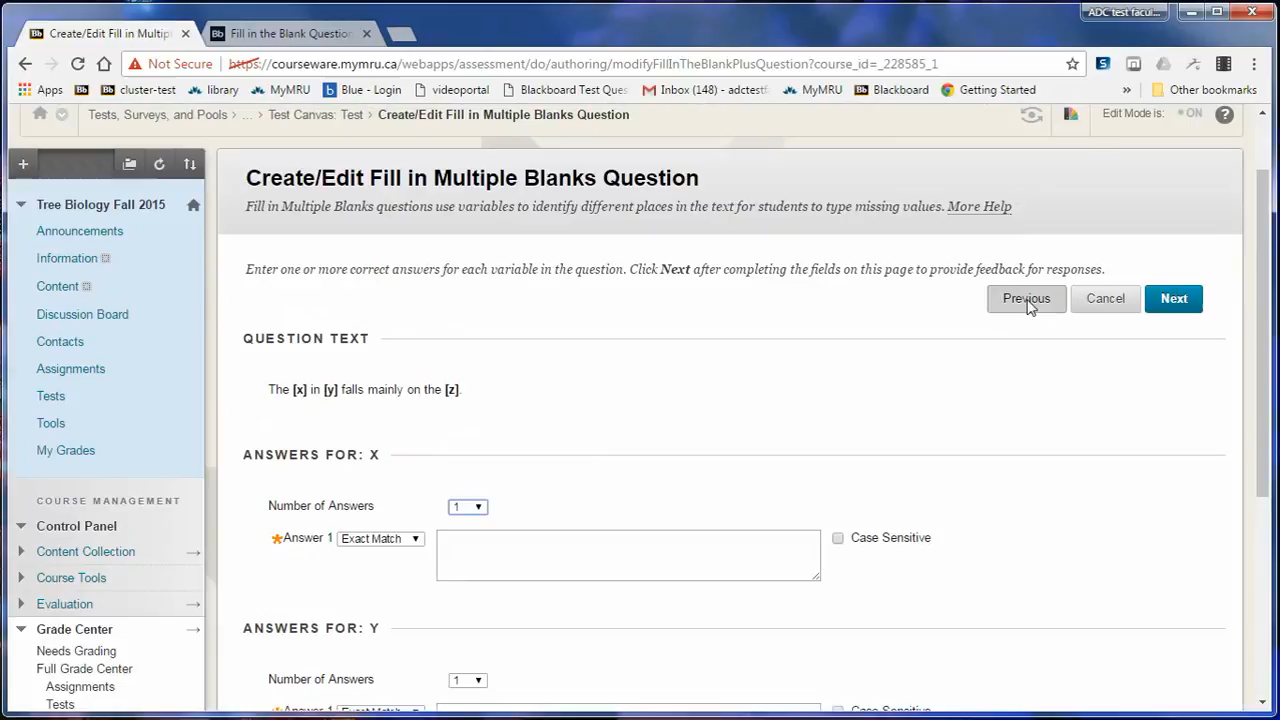 ADC test facul...
Create/Edit Fill in Multip
Fill in the Blank Question
Not Secure https://courseware.mymru.ca/webapps/assessment/do/authoring/modifyFillInTheBlankPlusQuestion?course_id=_228585_1
Apps cluster-test library MyMRU Blue - Login videoportal Blackboard Test Ques Inbox (148) - adctestf MyMRU Blackboard Getting Started » Other bookmarks
Tests, Surveys, and Pools ... Test Canvas: Test Create/Edit Fill in Multiple Blanks Question Edit Mode is: ON ?
Tree Biology Fall 2015
Announcements
Information
Content
Discussion Board
Contacts
Assignments
Tests
Tools
My Grades
COURSE MANAGEMENT
Control Panel
Content Collection
Course Tools
Evaluation
Grade Center
Needs Grading
Full Grade Center
Assignments
Tests
Create/Edit Fill in Multiple Blanks Question
Fill in Multiple Blanks questions use variables to identify different places in the text for students to type missing values. More Help
Enter one or more correct answers for each variable in the question. Click Next after completing the fields on this page to provide feedback for responses.
Previous Cancel Next
QUESTION TEXT
The [x] in [y] falls mainly on the [z].
ANSWERS FOR: X
Number of Answers 1
Answer 1 Exact Match Case Sensitive
ANSWERS FOR: Y
Number of Answers 1
Answer 1 Exact Match Case Sensitive